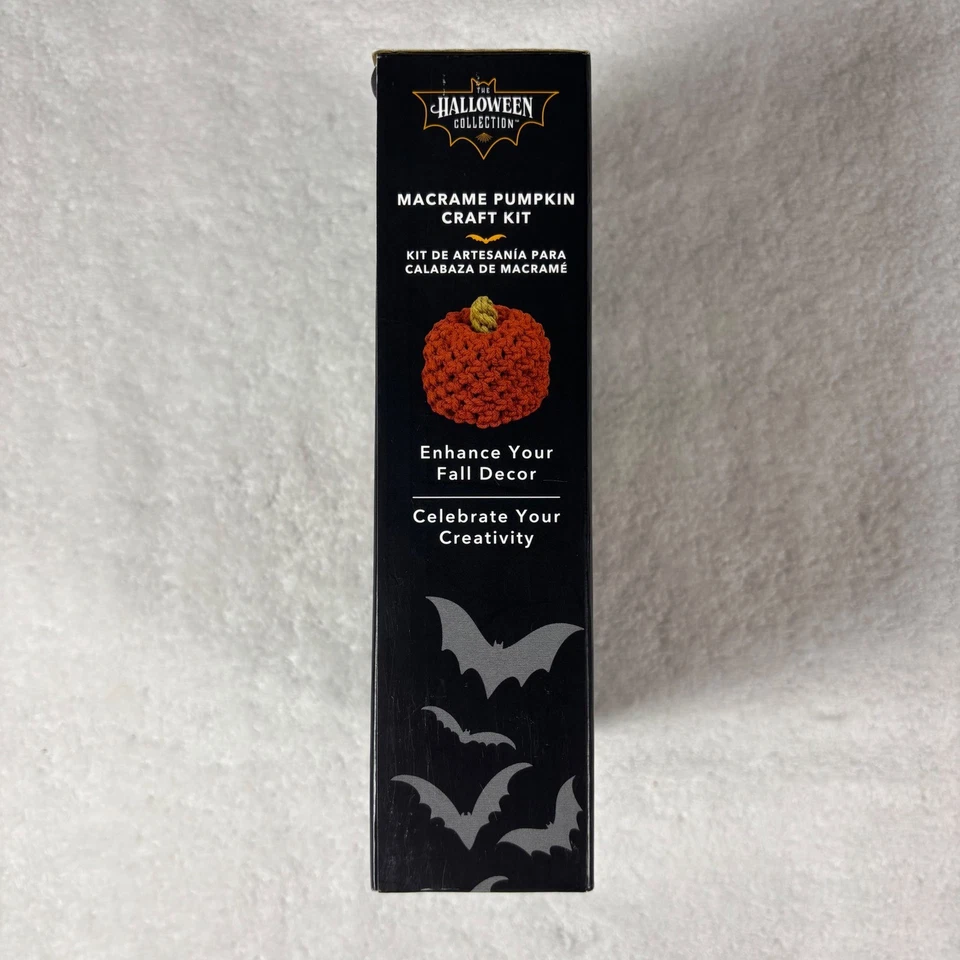 THE
HALLOWEEN
COLLECTION™
MACRAME PUMPKIN
CRAFT KIT
KIT DE ARTESANÍA PARA
CALABAZA DE MACRAMÉ
Enhance Your
Fall Decor
Celebrate Your
Creativity